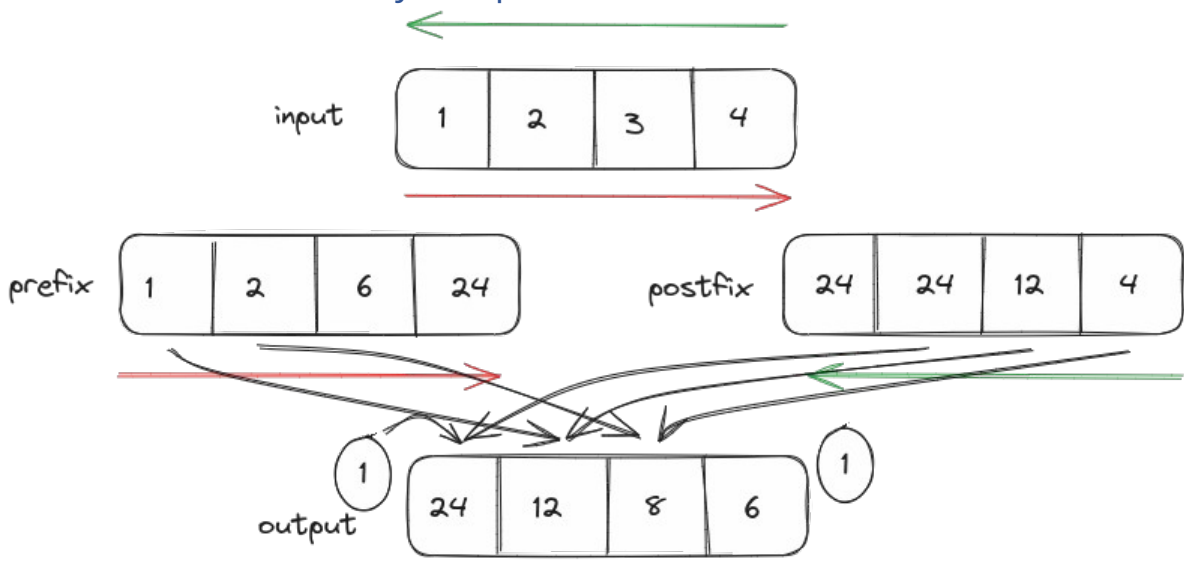 input 1 2 3 4
prefix 1 2 6 24
postfix 24 24 12 4
1
1
output 24 12 8 6